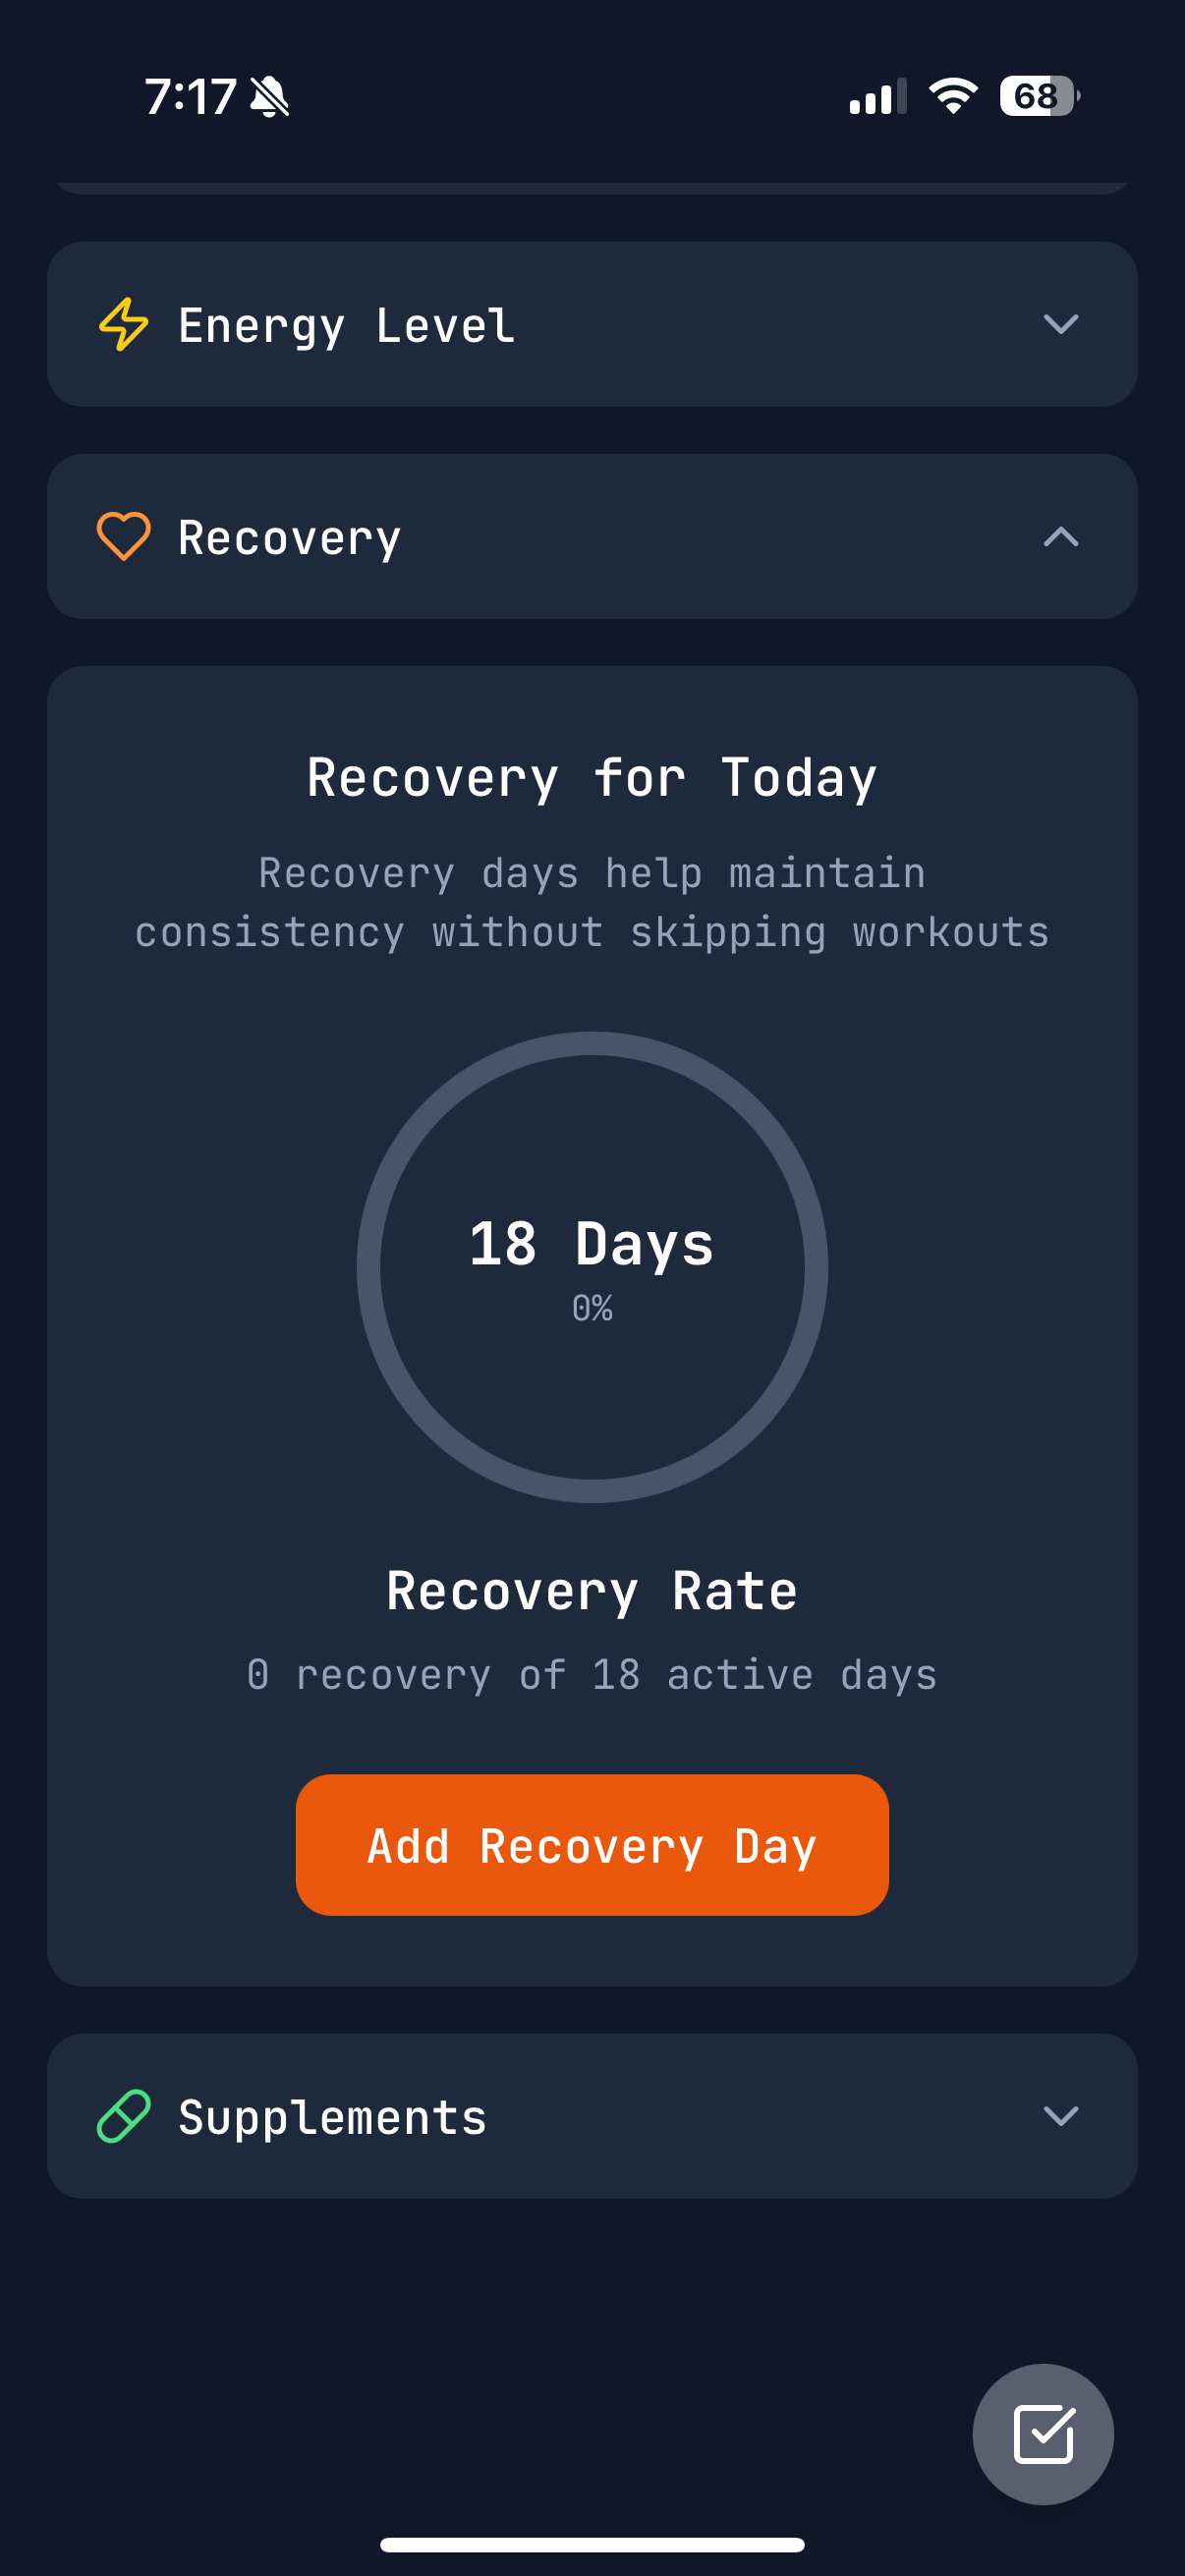 7:17
68
Energy Level
Recovery
Recovery for Today
Recovery days help maintain
consistency without skipping workouts
18 Days
0%
Recovery Rate
0 recovery of 18 active days
Add Recovery Day
Supplements